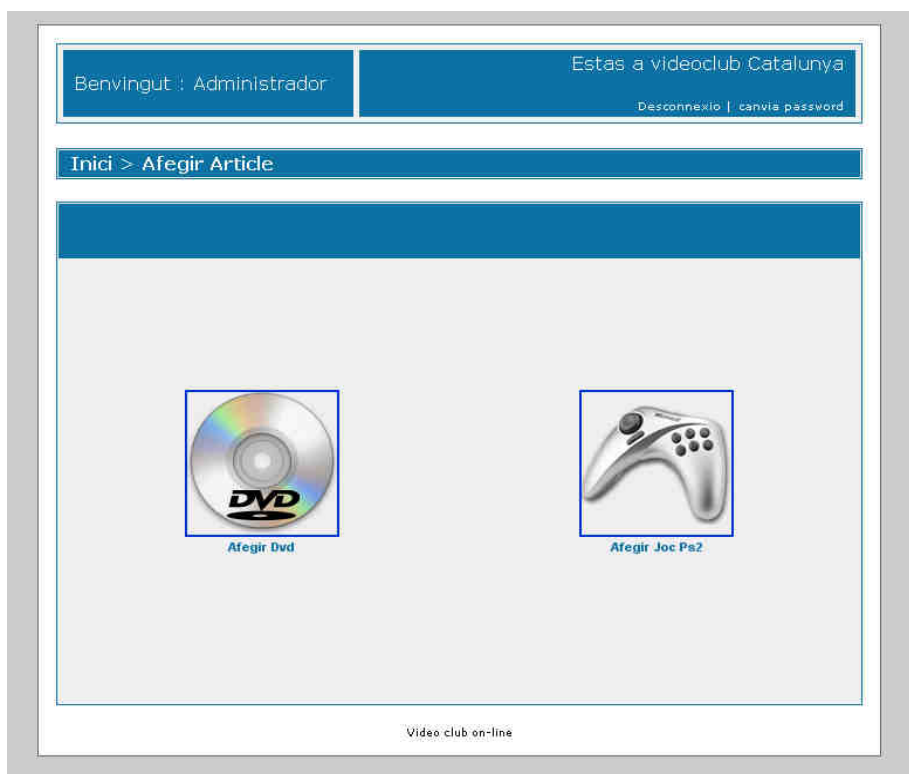 Benvingut : Administrador
Estas a videoclub Catalunya
Desconnexio | canvia password
Inici > Afegir Article
DVD
Afegir Dvd
Afegir Joc Ps2
Video club on-line